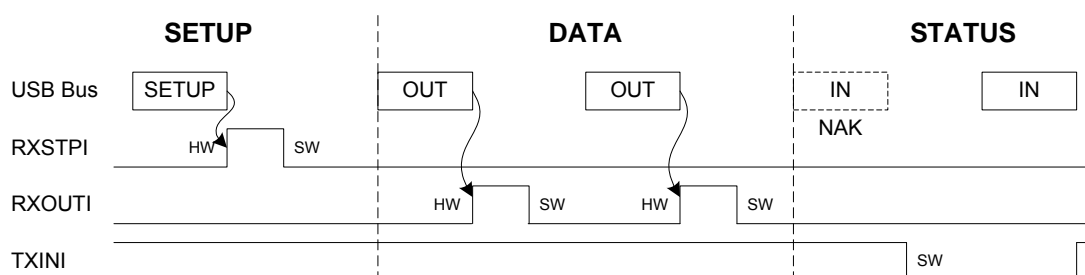 SETUP DATA STATUS
USB Bus SETUP OUT OUT IN IN
NAK
RXSTPI HW SW
RXOUTI HW SW HW SW
TXINI SW